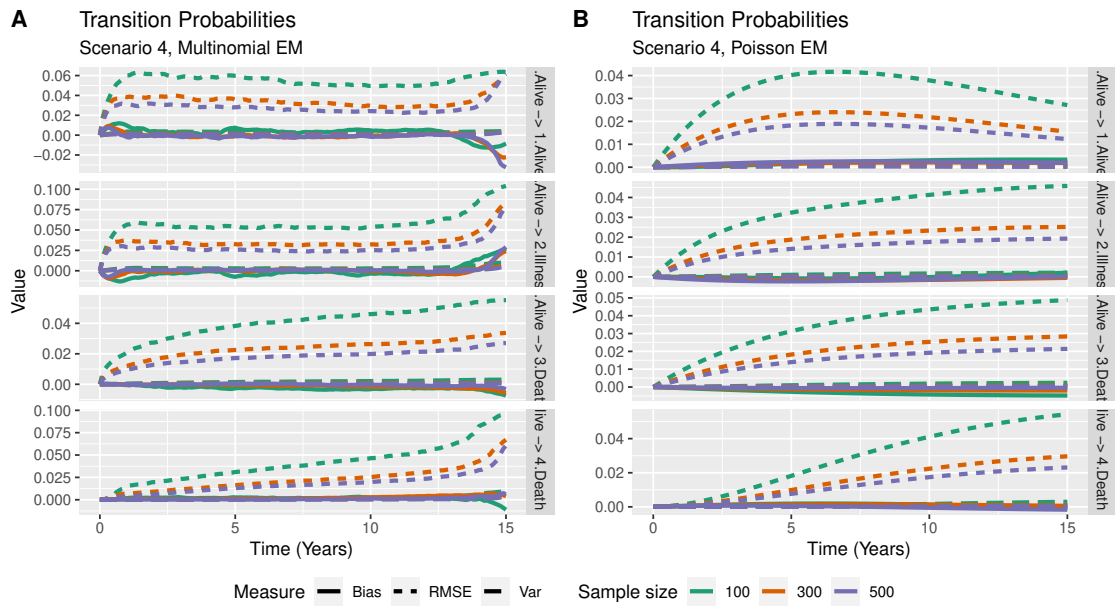 A
Transition Probabilities
Scenario 4, Multinomial EM
Value
0.06
0.04
0.02
0.00
−0.02
.Alive −> 1.Alive
0.100
0.075
0.050
0.025
0.000
.Alive −> 2.Illnes
0.04
0.02
0.00
.Alive −> 3.Deat
0.100
0.075
0.050
0.025
0.000
live −> 4.Death
0
5
10
15
Time (Years)
B
Transition Probabilities
Scenario 4, Poisson EM
Value
0.04
0.03
0.02
0.01
0.00
.Alive −> 1.Alive
0.04
0.03
0.02
0.01
0.00
.Alive −> 2.Illnes
0.05
0.04
0.03
0.02
0.01
0.00
.Alive −> 3.Deat
0.04
0.02
0.00
live −> 4.Death
0
5
10
15
Time (Years)
Measure Bias RMSE Var Sample size 100 300 500